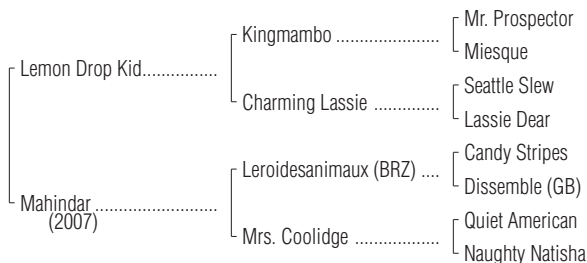 Mr. Prospector
Kingmambo ....................
Miesque
Lemon Drop Kid...............
Seattle Slew
Charming Lassie .............
Lassie Dear
Candy Stripes
Leroidesanimaux (BRZ) ....
Dissemble (GB)
Mahindar ........................
(2007)
Quiet American
Mrs. Coolidge .................
Naughty Natisha